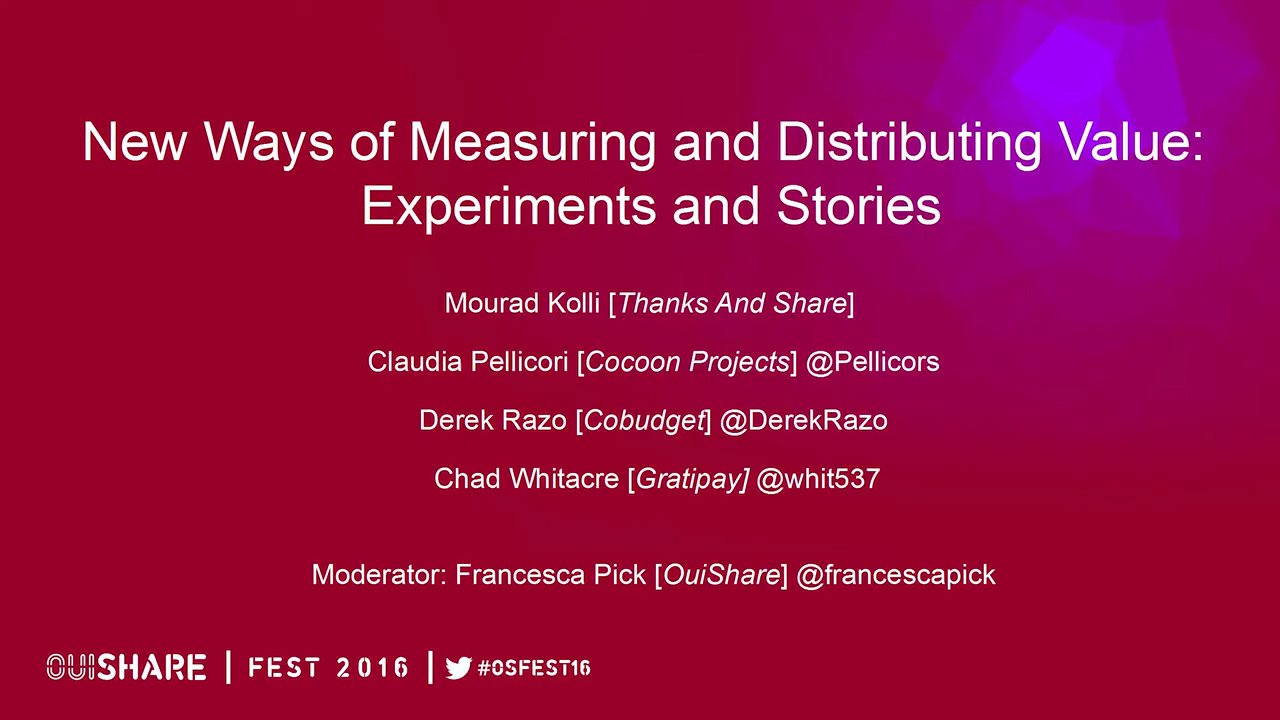 New Ways of Measuring and Distributing Value:
Experiments and Stories
Mourad Kolli [Thanks And Share]
Claudia Pellicori [Cocoon Projects] @Pellicors
Derek Razo [Cobudget] @DerekRazo
Chad Whitacre [Gratipay] @whit537
Moderator: Francesca Pick [OuiShare] @francescapick
OUISHARE | FEST 2016 | #OSFEST16